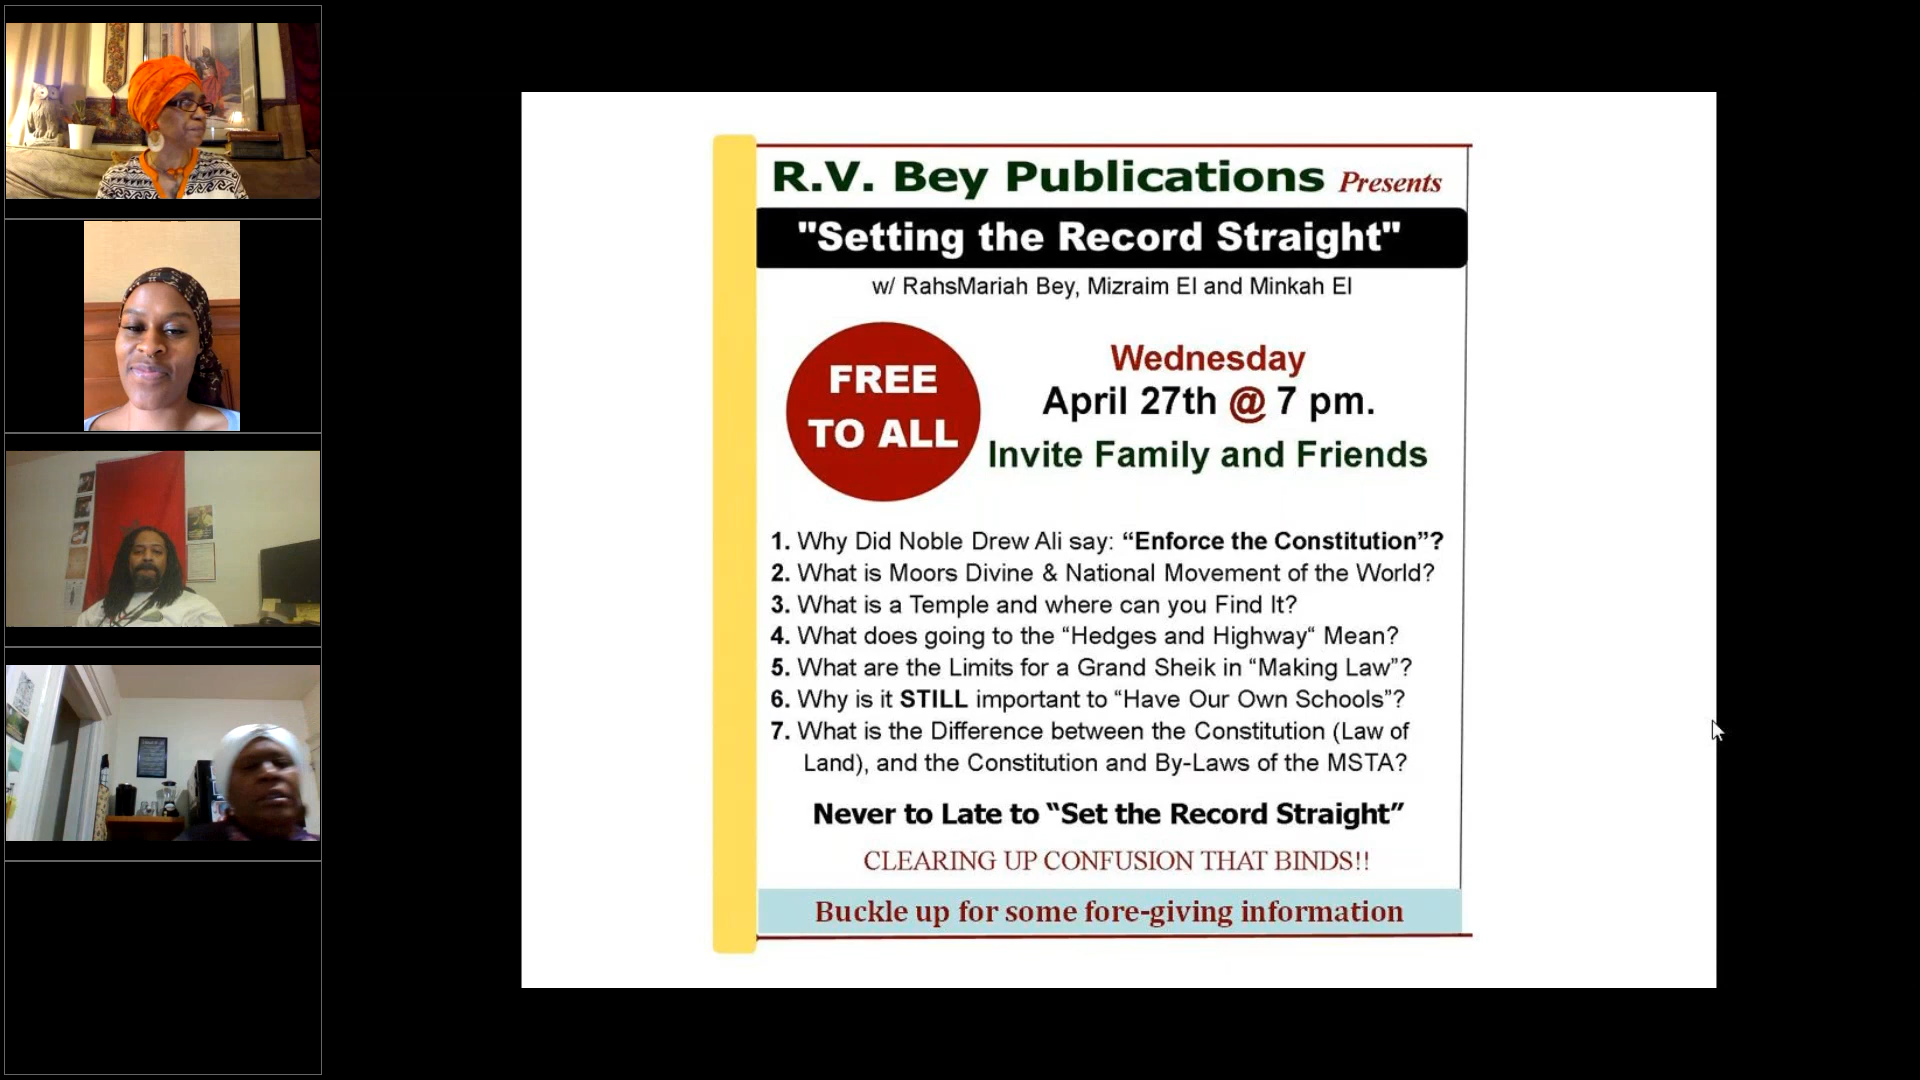 R.V. Bey Publications Presents
"Setting the Record Straight"
w/ RahsMariah Bey, Mizraim El and Minkah El
FREE
TO ALL
Wednesday
April 27th @ 7 pm.
Invite Family and Friends
1. Why Did Noble Drew Ali say: “Enforce the Constitution”?
2. What is Moors Divine & National Movement of the World?
3. What is a Temple and where can you Find It?
4. What does going to the “Hedges and Highway“ Mean?
5. What are the Limits for a Grand Sheik in “Making Law”?
6. Why is it STILL important to “Have Our Own Schools”?
7. What is the Difference between the Constitution (Law of
Land), and the Constitution and By-Laws of the MSTA?
Never to Late to “Set the Record Straight”
CLEARING UP CONFUSION THAT BINDS!!
Buckle up for some fore-giving information